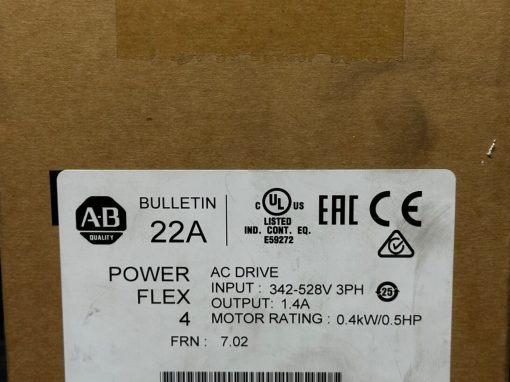 A-B
QUALITY
BULLETIN
22A
C UL US
LISTED
IND. CONT. EQ.
E59272
EAC CE
POWER
FLEX
4
AC DRIVE
INPUT : 342-528V 3PH 25
OUTPUT: 1.4A
MOTOR RATING : 0.4kW/0.5HP
FRN : 7.02